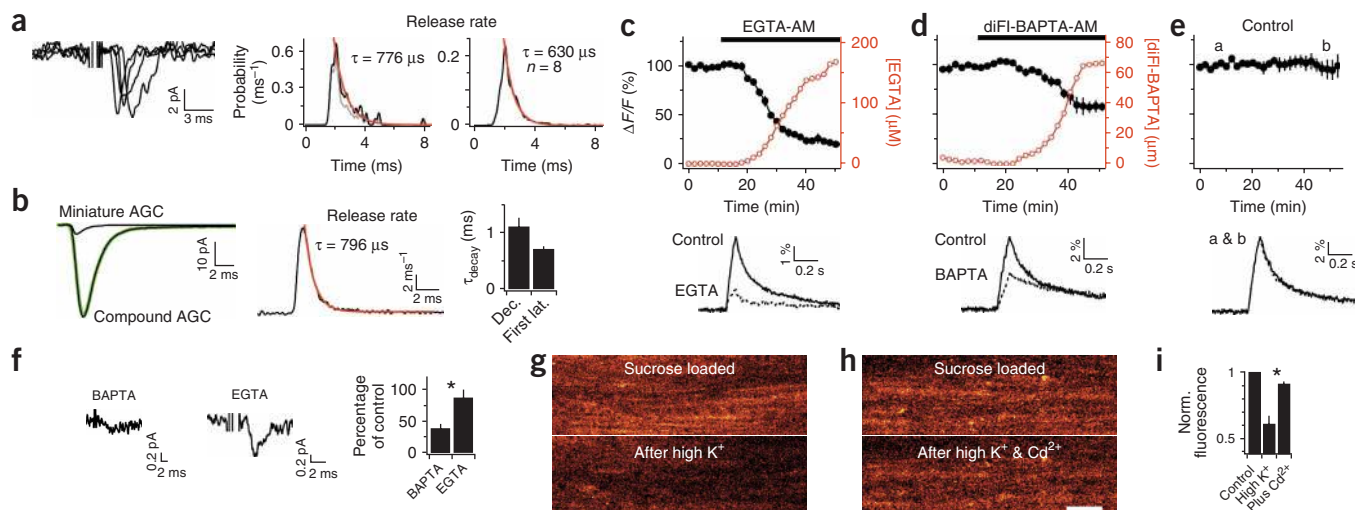 a
2 pA
3 ms
Release rate
Probability
(ms⁻¹)
0.6
0.3
0
τ = 776 µs
0 4 8
Time (ms)
0.2
0
τ = 630 µs
n = 8
0 4 8
Time (ms)
b
Miniature AGC
Compound AGC
10 pA
2 ms
Release rate
τ = 796 µs
2 ms⁻¹
2 ms
τdecay (ms)
1
0
Dec.
First lat.
c
EGTA-AM
ΔF/F (%)
100
50
0
0 20 40
Time (min)
200
100
0
[EGTA]
(µM)
Control
EGTA
1 %
0.2 s
d
diFl-BAPTA-AM
100
50
0
0 20 40
Time (min)
80
60
40
20
0
[diFl-BAPTA]
(µm)
Control
BAPTA
2 %
0.2 s
e
Control
a
b
100
50
0
0 20 40
Time (min)
a & b
2 %
0.2 s
f
BAPTA
0.2 pA
2 ms
EGTA
0.2 pA
2 ms
Percentage
of control
100
50
0
*
BAPTA
EGTA
g
Sucrose loaded
After high K⁺
h
Sucrose loaded
After high K⁺ & Cd²⁺
i
Norm.
fluorescence
1
0.5
*
Control
High K⁺
Plus Cd²⁺